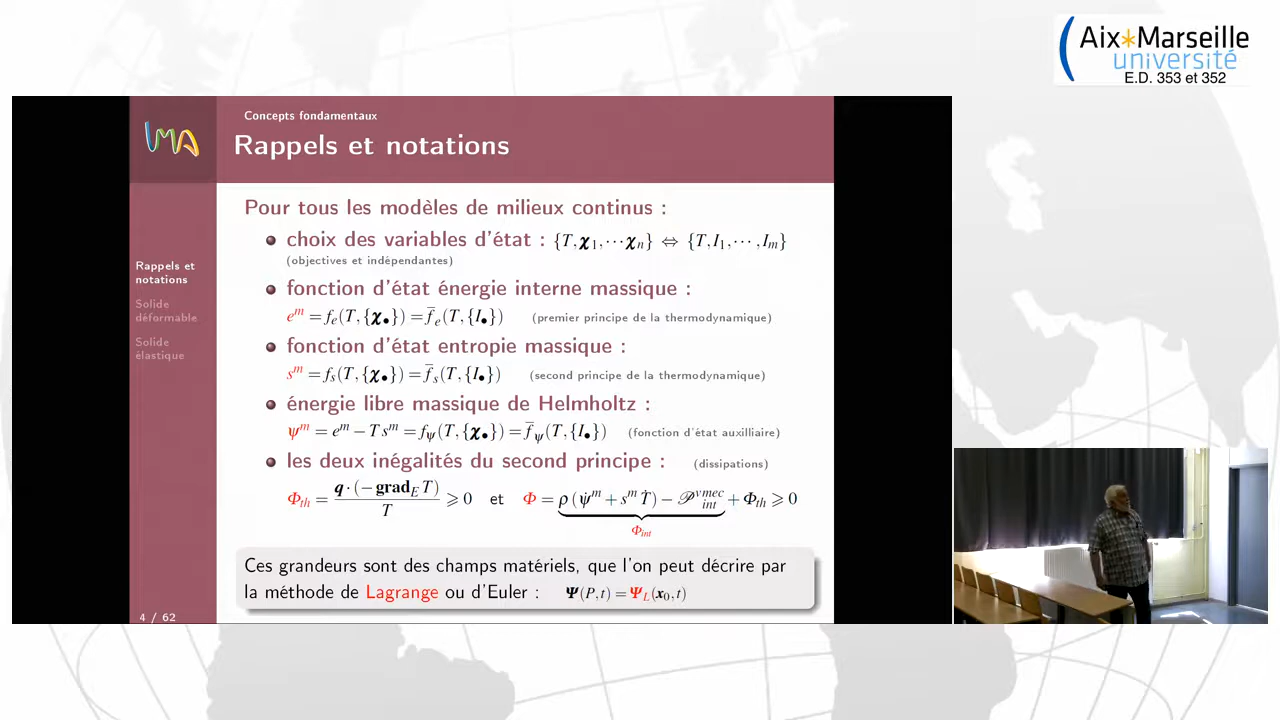 Aix*Marseille
université
E.D. 353 et 352
LMA
Concepts fondamentaux
Rappels et notations
Rappels et
notations
Solide
déformable
Solide
élastique
4 / 62
Pour tous les modèles de milieux continus :
choix des variables d'état : {T,χ₁,⋯χₙ} ⇔ {T,I₁,⋯,Iₘ}
(objectives et indépendantes)
fonction d'état énergie interne massique :
eᵐ = fₑ(T,{χ•}) = f̄ₑ(T,{I•}) (premier principe de la thermodynamique)
fonction d'état entropie massique :
sᵐ = fₛ(T,{χ•}) = f̄ₛ(T,{I•}) (second principe de la thermodynamique)
énergie libre massique de Helmholtz :
ψᵐ = eᵐ − T sᵐ = f_ψ(T,{χ•}) = f̄_ψ(T,{I•}) (fonction d'état auxilliaire)
les deux inégalités du second principe : (dissipations)
Φ_th = q·(−grad_E T) / T ⩾ 0 et Φ = ρ(ψ̇ᵐ + sᵐ Ṫ) − 𝒫_int^vmec + Φ_th ⩾ 0
Φ_int
Ces grandeurs sont des champs matériels, que l'on peut décrire par
la méthode de Lagrange ou d'Euler : Ψ(P,t) = Ψ_L(x₀,t)